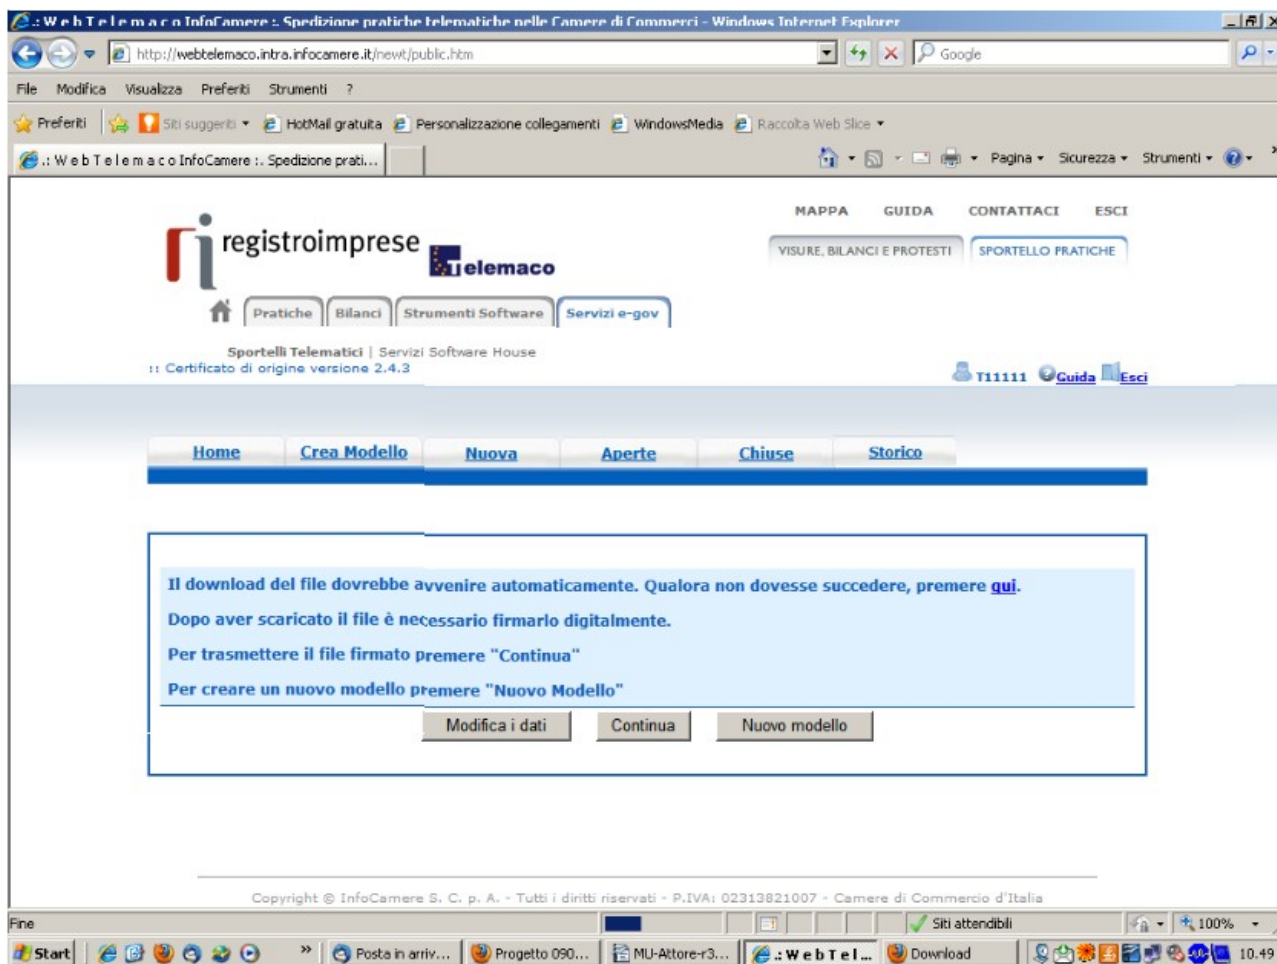 .: W e b T e l e m a c o InfoCamere :. Spedizione pratiche telematiche nelle Camere di Commerci - Windows Internet Explorer
http://webtelemaco.intra.infocamere.it/newt/public.htm
Google
File Modifica Visualizza Preferiti Strumenti ?
Preferiti Siti suggeriti HotMail gratuita Personalizzazione collegamenti WindowsMedia Raccolta Web Slice
.: W e b T e l e m a c o InfoCamere :. Spedizione prati... Pagina Sicurezza Strumenti
MAPPA GUIDA CONTATTACI ESCI
registroimprese Telemaco
VISURE, BILANCI E PROTESTI SPORTELLO PRATICHE
Pratiche Bilanci Strumenti Software Servizi e-gov
Sportelli Telematici | Servizi Software House
:: Certificato di origine versione 2.4.3
T11111 Guida Esci
Home Crea Modello Nuova Aperte Chiuse Storico
Il download del file dovrebbe avvenire automaticamente. Qualora non dovesse succedere, premere qui.
Dopo aver scaricato il file è necessario firmarlo digitalmente.
Per trasmettere il file firmato premere "Continua"
Per creare un nuovo modello premere "Nuovo Modello"
Modifica i dati Continua Nuovo modello
Copyright © InfoCamere S. C. p. A. - Tutti i diritti riservati - P.IVA: 02313821007 - Camere di Commercio d'Italia
Fine Siti attendibili 100%
Start » Posta in arriv... Progetto 090... MU-Attore-r3... .: W e b T e l ... Download 10.49